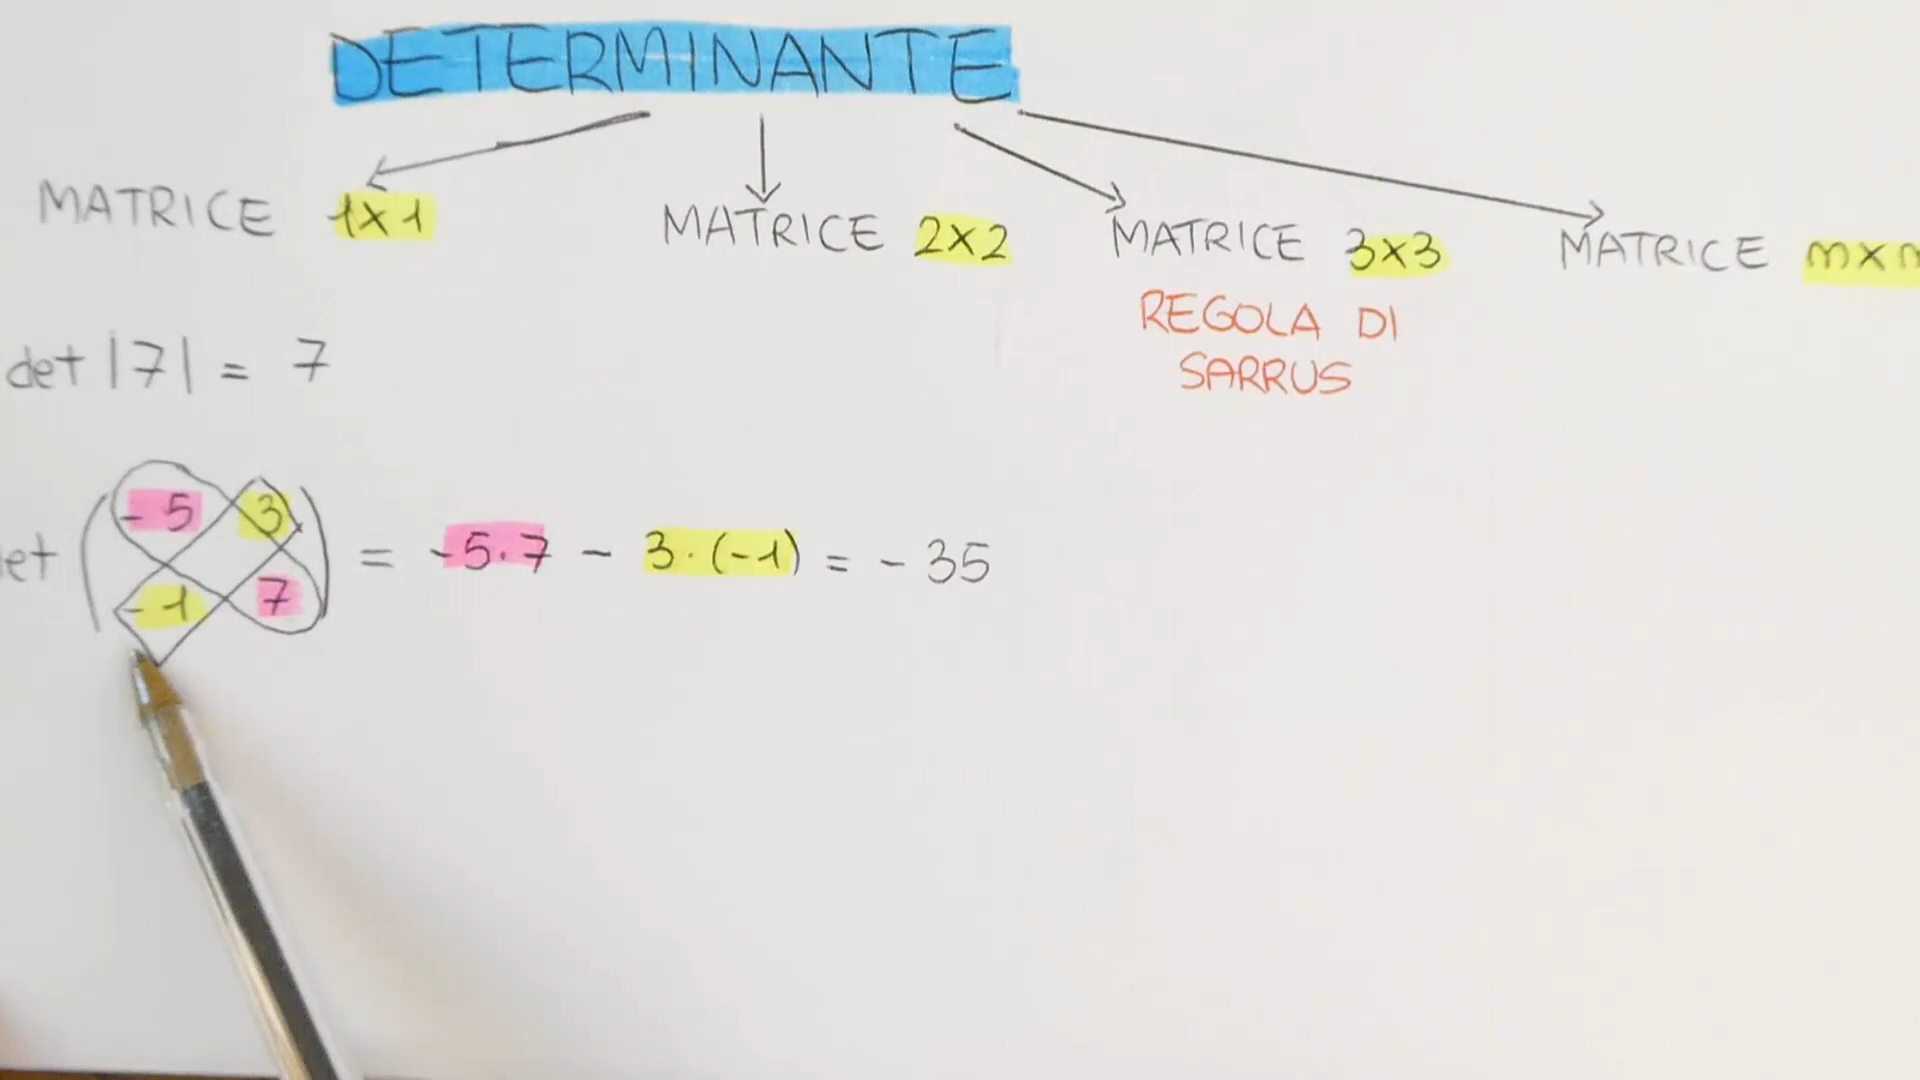 DETERMINANTE
MATRICE 1x1
MATRICE 2x2
MATRICE 3x3
MATRICE
REGOLA DI
SARRUS
det |7| = 7
(-5 3
-1 7) = -5·7 - 3·(-1) = -35